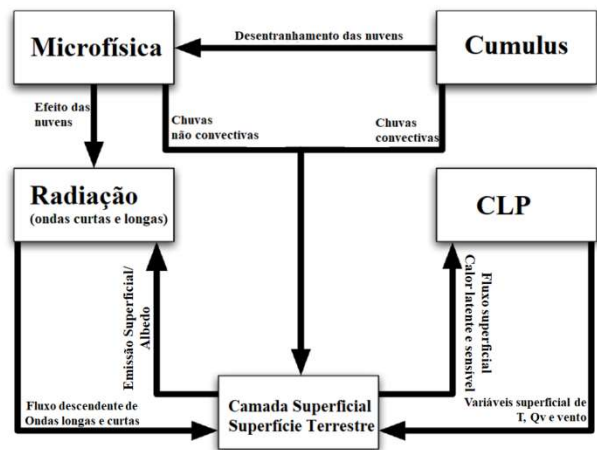 Microfísica
Desentranhamento das nuvens
Cumulus
Efeito das
nuvens
Chuvas
não convectivas
Chuvas
convectivas
Radiação
(ondas curtas e longas)
CLP
Emissão Superficial/
Albedo
Fluxo superficial
Calor latente e sensivel
Fluxo descendente de
Ondas longas e curtas
Camada Superficial
Superfície Terrestre
Variáveis superficial de
T, Qv e vento